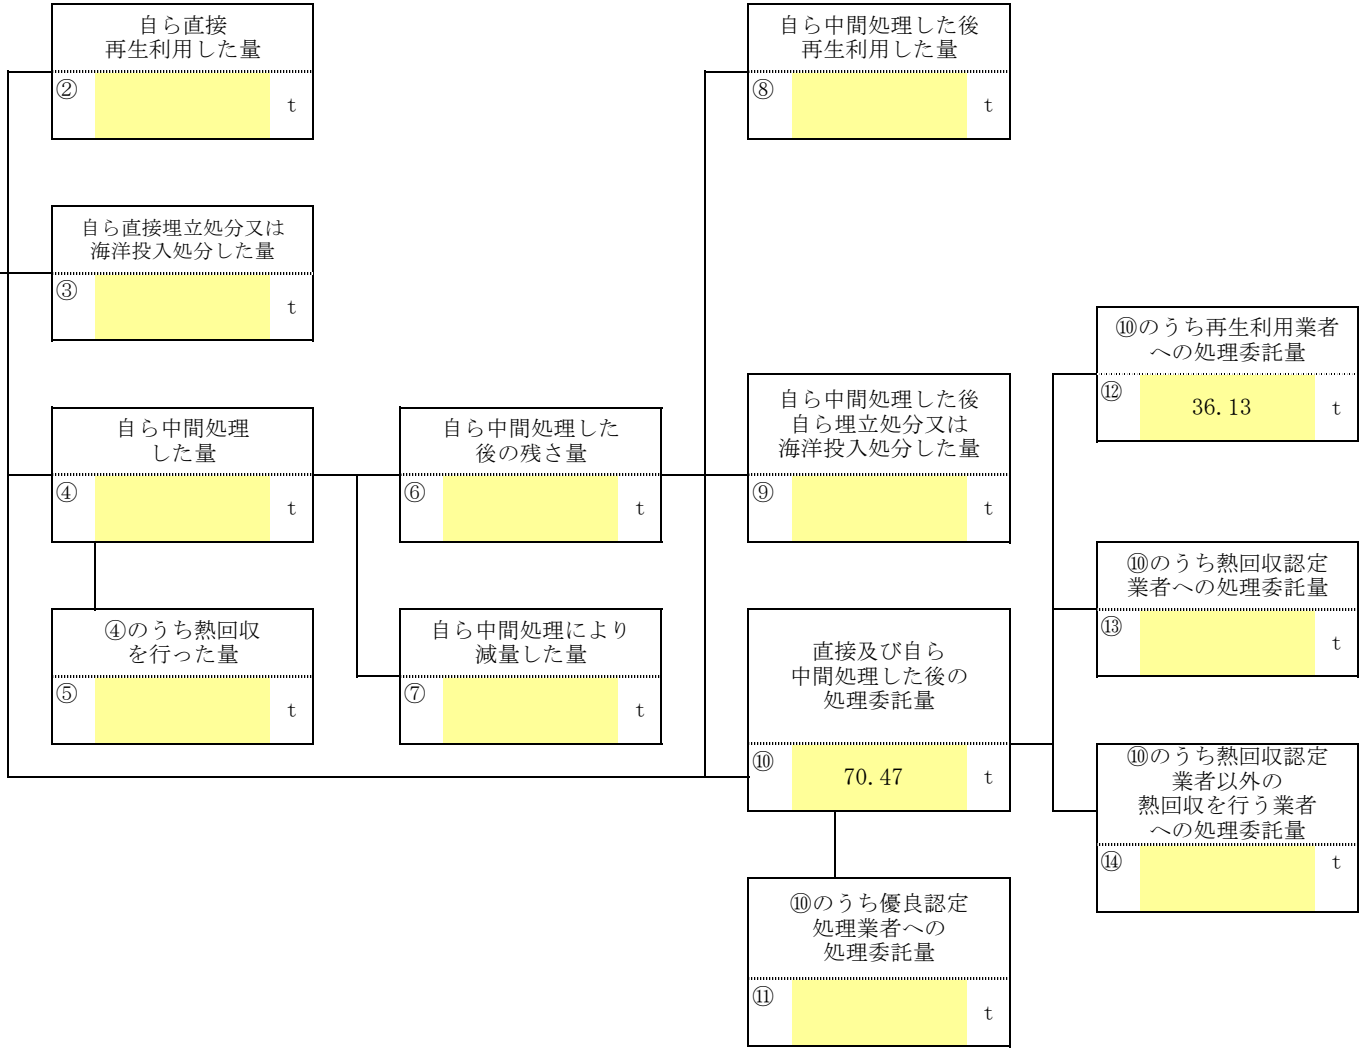 自ら直接
再生利用した量
②
t
自ら中間処理した後
再生利用した量
⑧
t
自ら直接埋立処分又は
海洋投入処分した量
③
t
⑩のうち再生利用業者
への処理委託量
⑫
36.13
t
自ら中間処理
した量
④
t
自ら中間処理した
後の残さ量
⑥
t
自ら中間処理した後
自ら埋立処分又は
海洋投入処分した量
⑨
t
⑩のうち熱回収認定
業者への処理委託量
⑬
t
④のうち熱回収
を行った量
⑤
t
自ら中間処理により
減量した量
⑦
t
直接及び自ら
中間処理した後の
処理委託量
⑩
70.47
t
⑩のうち熱回収認定
業者以外の
熱回収を行う業者
への処理委託量
⑭
t
⑩のうち優良認定
処理業者への
処理委託量
⑪
t